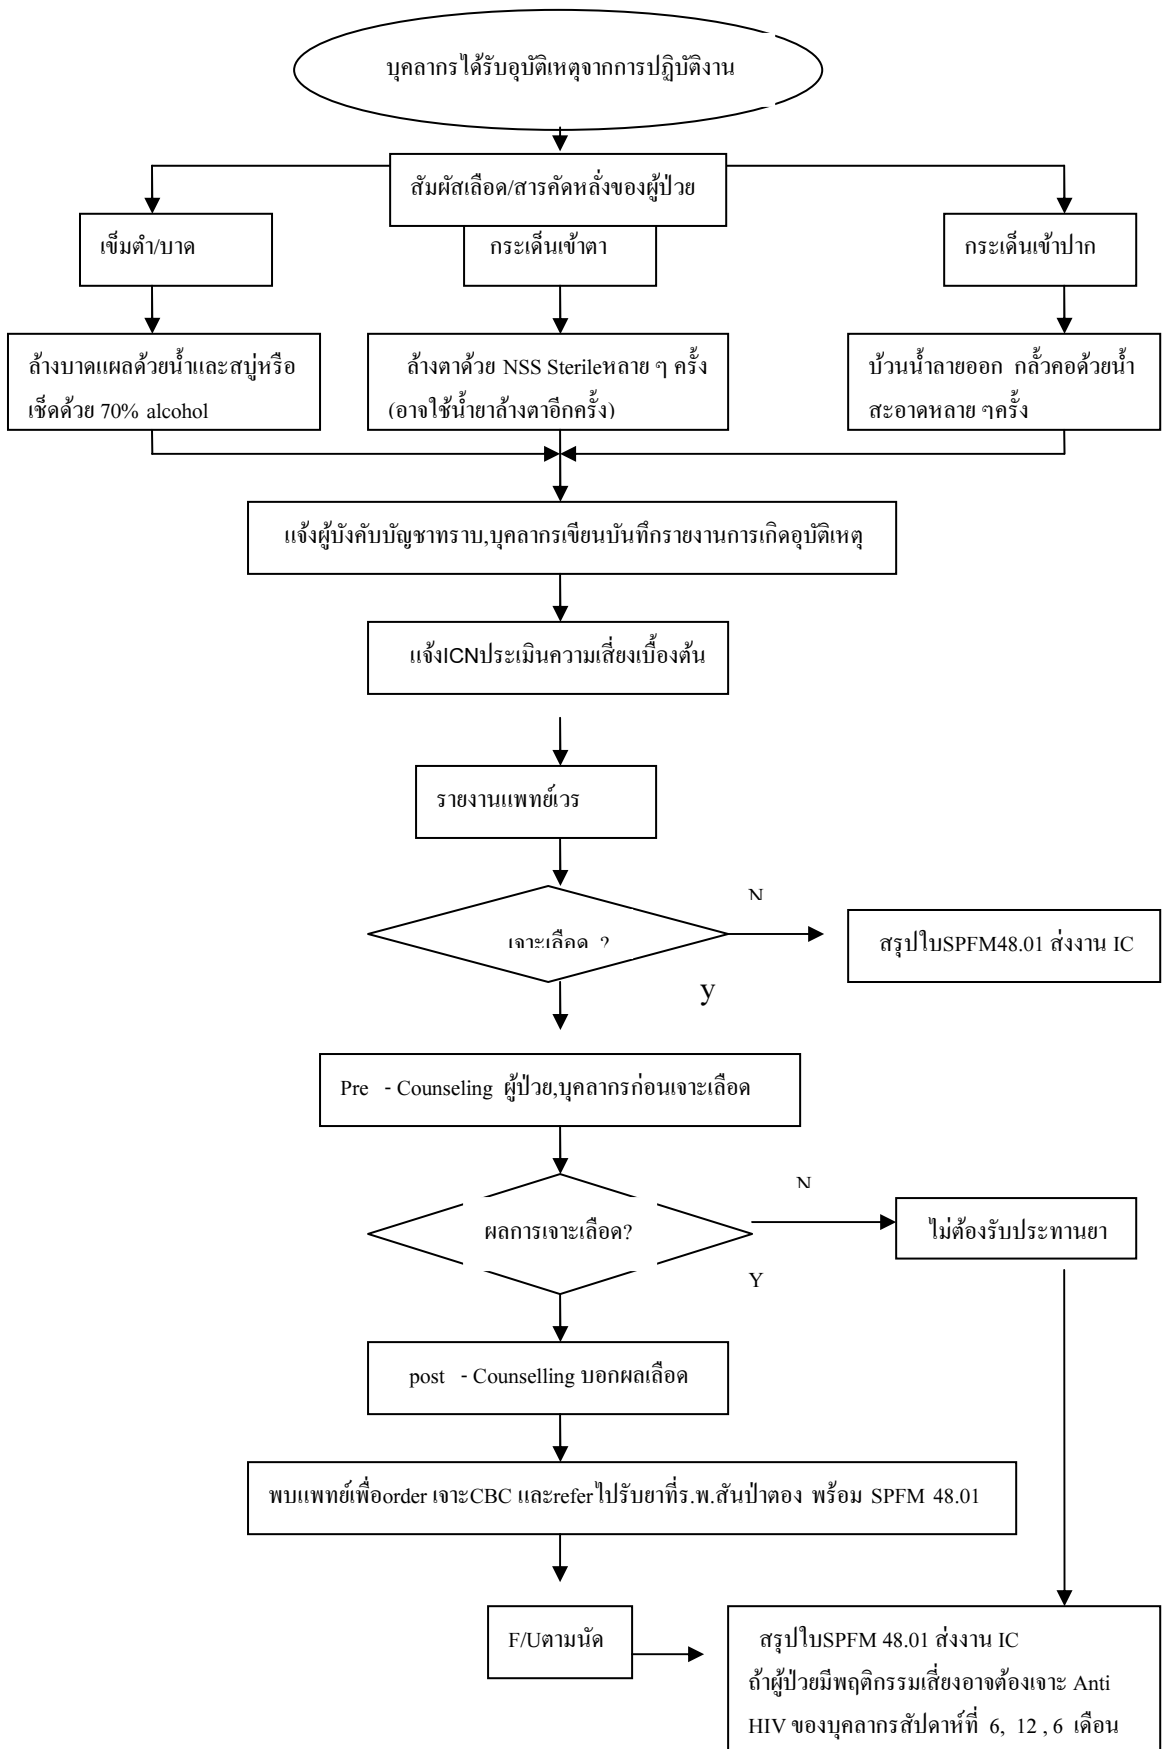 บุคลากรได้รับอุบัติเหตุจากการปฏิบัติงาน
สัมผัสเลือด/สารคัดหลั่งของผู้ป่วย
เข็มตำ/บาด
กระเด็นเข้าตา
กระเด็นเข้าปาก
ล้างบาดแผลด้วยน้ำและสบู่หรือ
เช็ดด้วย 70% alcohol
ล้างตาด้วย NSS Sterileหลาย ๆ ครั้ง
(อาจใช้น้ำยาล้างตาอีกครั้ง)
บ้วนน้ำลายออก กลั้วคอด้วยน้ำ
สะอาดหลาย ๆครั้ง
แจ้งผู้บังคับบัญชาทราบ,บุคลากรเขียนบันทึกรายงานการเกิดอุบัติเหตุ
แจ้งICNประเมินความเสี่ยงเบื้องต้น
รายงานแพทย์เวร
N
เจาะเลือด ?
สรุปใบSPFM48.01 ส่งงาน IC
y
Pre - Counseling ผู้ป่วย,บุคลากรก่อนเจาะเลือด
N
ผลการเจาะเลือด?
ไม่ต้องรับประทานยา
Y
post - Counselling บอกผลเลือด
พบแพทย์เพื่อorder เจาะCBC และrefer ไปรับยาที่ร.พ.สันป่าตอง พร้อม SPFM 48.01
F/Uตามนัด
สรุปใบSPFM 48.01 ส่งงาน IC
ถ้าผู้ป่วยมีพฤติกรรมเสี่ยงอาจต้องเจาะ Anti
HIV ของบุคลากรสัปดาห์ที่ 6, 12 , 6 เดือน